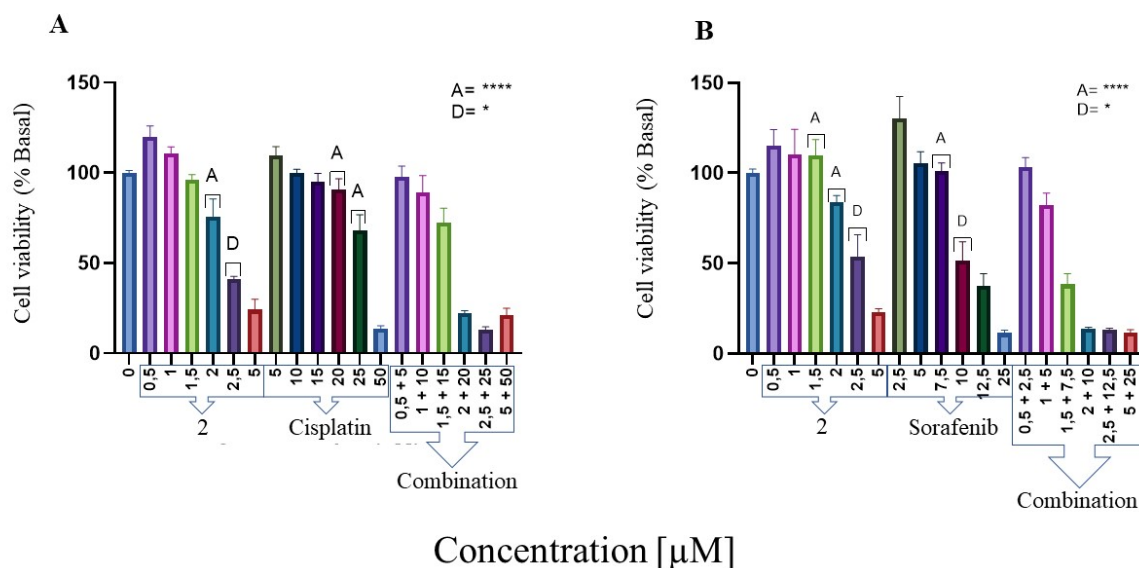 A
Cell viability (% Basal)
150
100
50
0
A= ****
D= *
A
D
A
A
0
0,5
1
1,5
2
2,5
5
5
10
15
20
25
50
0,5 + 5
1 + 10
1,5 + 15
2 + 20
2,5 + 25
5 + 50
2
Cisplatin
Combination
B
Cell viability (% Basal)
150
100
50
0
A= ****
D= *
A
A
D
A
D
0
0,5
1
1,5
2
2,5
5
2,5
5
7,5
10
12,5
25
0,5 + 2,5
1 + 5
1,5 + 7,5
2 + 10
2,5 + 12,5
5 + 25
2
Sorafenib
Combination
Concentration [µM]